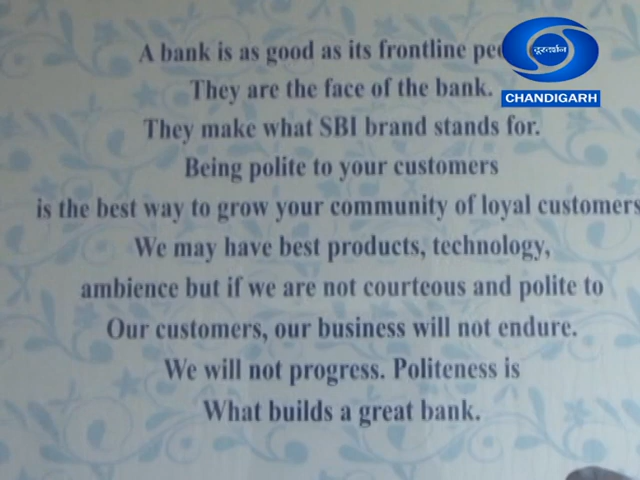 A bank is as good as its frontline
They are the face of the bank.
They make what SBI brand stands for.
Being polite to your customers
is the best way to grow your community of loyal customers
We may have best products, technology,
ambience but if we are not courteous and polite to
Our customers, our business will not endure.
We will not progress. Politeness is
What builds a great bank.
दूरदर्शन
CHANDIGARH